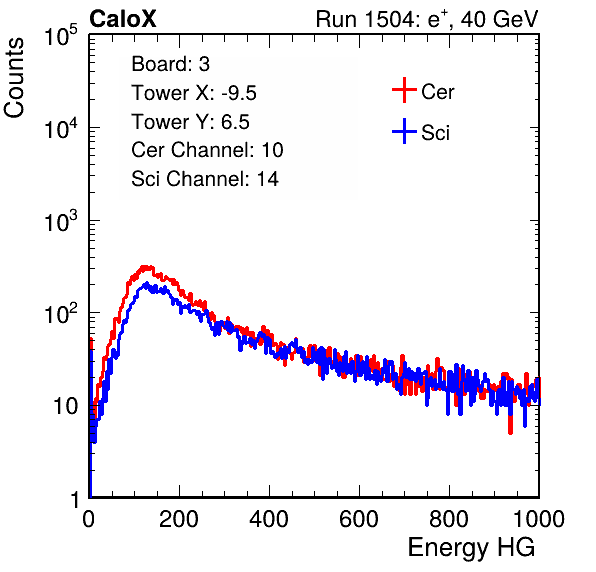 CaloX Run 1504: e⁺, 40 GeV
Counts
Board: 3
Tower X: -9.5
Tower Y: 6.5
Cer Channel: 10
Sci Channel: 14
Cer
Sci
10⁵
10⁴
10³
10²
10
1
0 200 400 600 800 1000
Energy HG